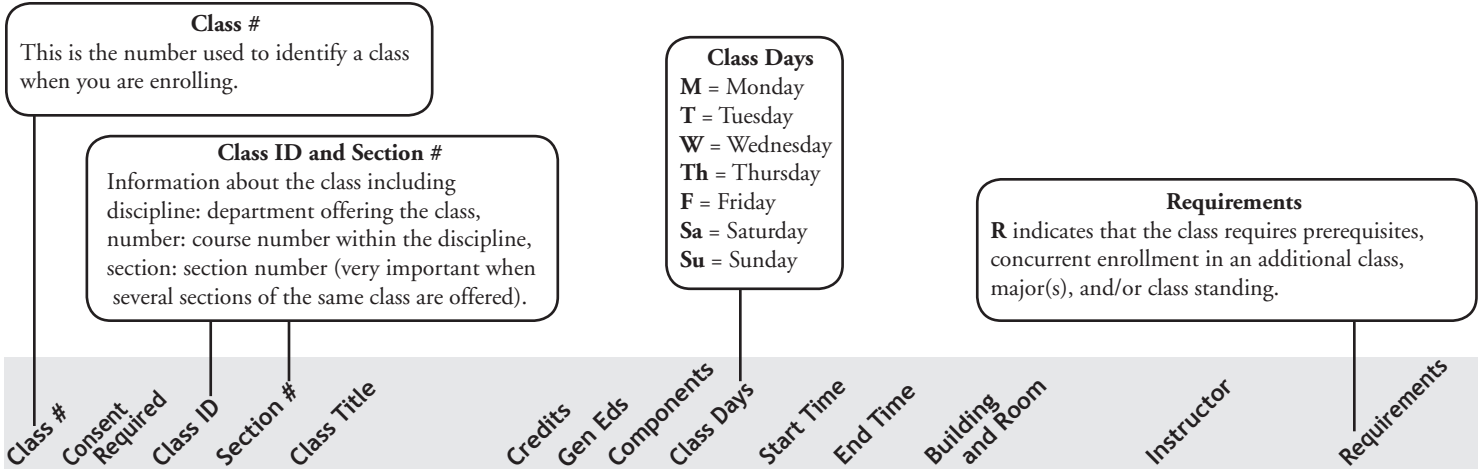 Class #
This is the number used to identify a class
when you are enrolling.
Class ID and Section #
Information about the class including
discipline: department offering the class,
number: course number within the discipline,
section: section number (very important when
several sections of the same class are offered).
Class Days
M = Monday
T = Tuesday
W = Wednesday
Th = Thursday
F = Friday
Sa = Saturday
Su = Sunday
Requirements
R indicates that the class requires prerequisites,
concurrent enrollment in an additional class,
major(s), and/or class standing.
Class #
Consent
Required
Class ID
Section #
Class Title
Credits
Gen Eds
Components
Class Days
Start Time
End Time
Building
and Room
Instructor
Requirements